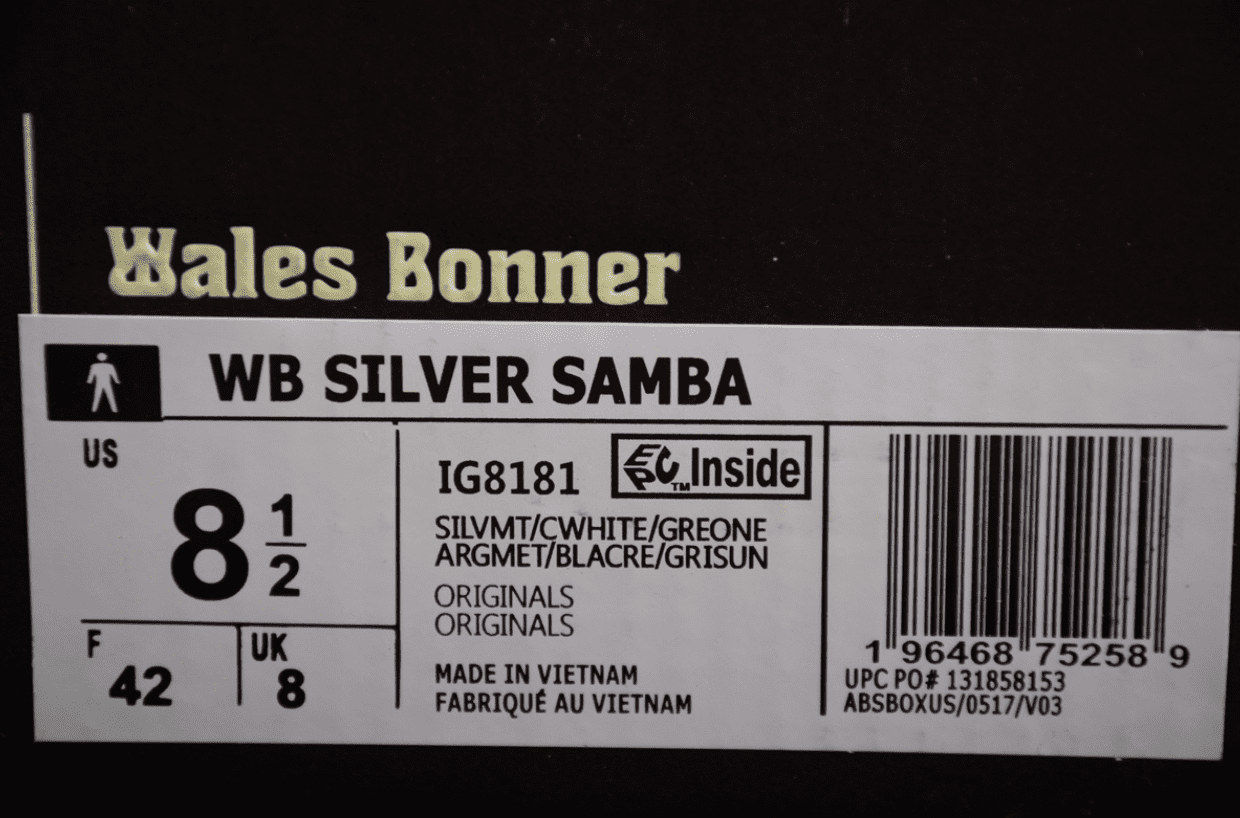 Wales Bonner
WB SILVER SAMBA
US
8 1/2
F
42
UK
8
IG8181
EPC™ Inside
SILVMT/CWHITE/GREONE
ARGMET/BLACRE/GRISUN
ORIGINALS
ORIGINALS
MADE IN VIETNAM
FABRIQUÉ AU VIETNAM
1 96468 75258 9
UPC PO# 131858153
ABSBOXUS/0517/V03